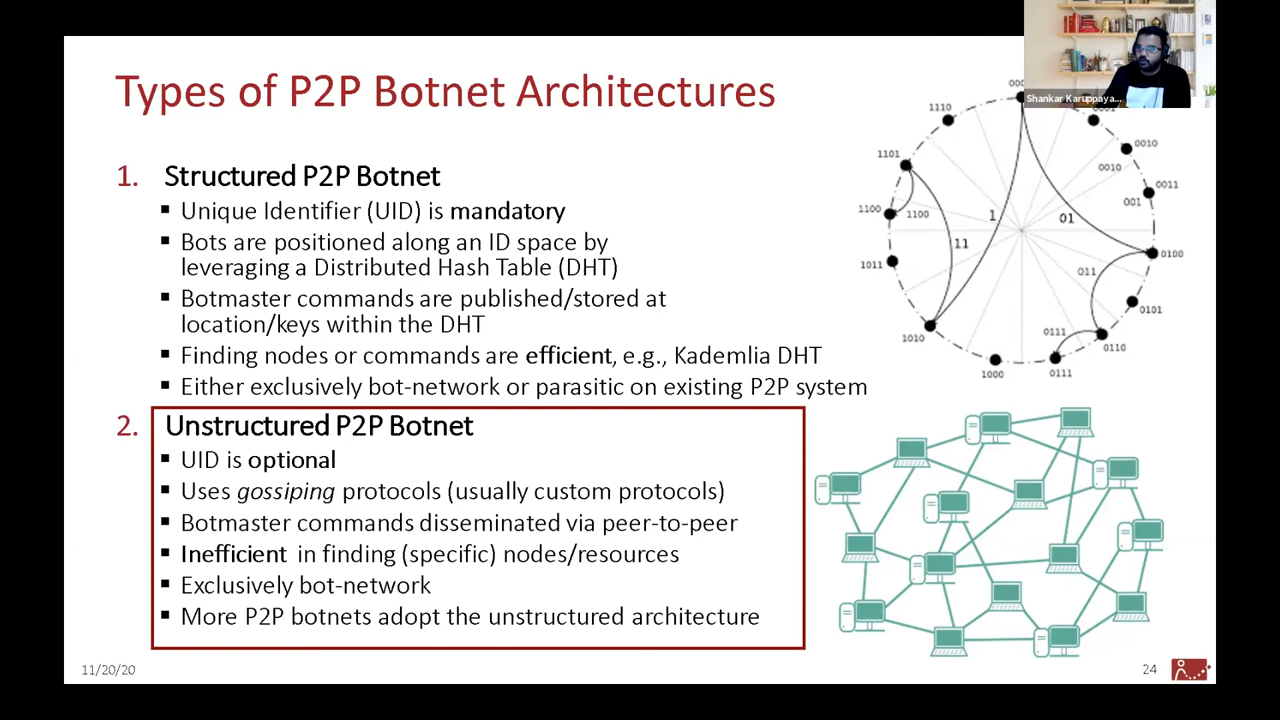 Types of P2P Botnet Architectures
Shankar Karuppaya...
1. Structured P2P Botnet
Unique Identifier (UID) is mandatory
Bots are positioned along an ID space by
leveraging a Distributed Hash Table (DHT)
Botmaster commands are published/stored at
location/keys within the DHT
Finding nodes or commands are efficient, e.g., Kademlia DHT
Either exclusively bot-network or parasitic on existing P2P system
2. Unstructured P2P Botnet
UID is optional
Uses gossiping protocols (usually custom protocols)
Botmaster commands disseminated via peer-to-peer
Inefficient in finding (specific) nodes/resources
Exclusively bot-network
More P2P botnets adopt the unstructured architecture
1110
0010
1101
0010
0011
001
1100
1100
1
01
11
0100
1011
011
0101
0111
1010
0110
1000
0111
11/20/20
24